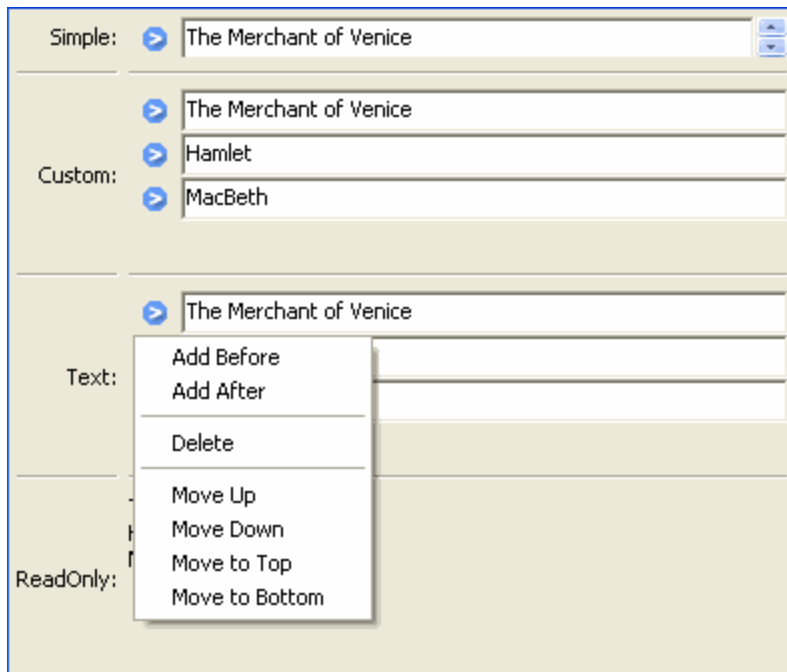 Simple: The Merchant of Venice
The Merchant of Venice
Hamlet
Custom:
MacBeth
The Merchant of Venice
Add Before
Text:
Add After
Delete
Move Up
Move Down
Move to Top
ReadOnly:
Move to Bottom